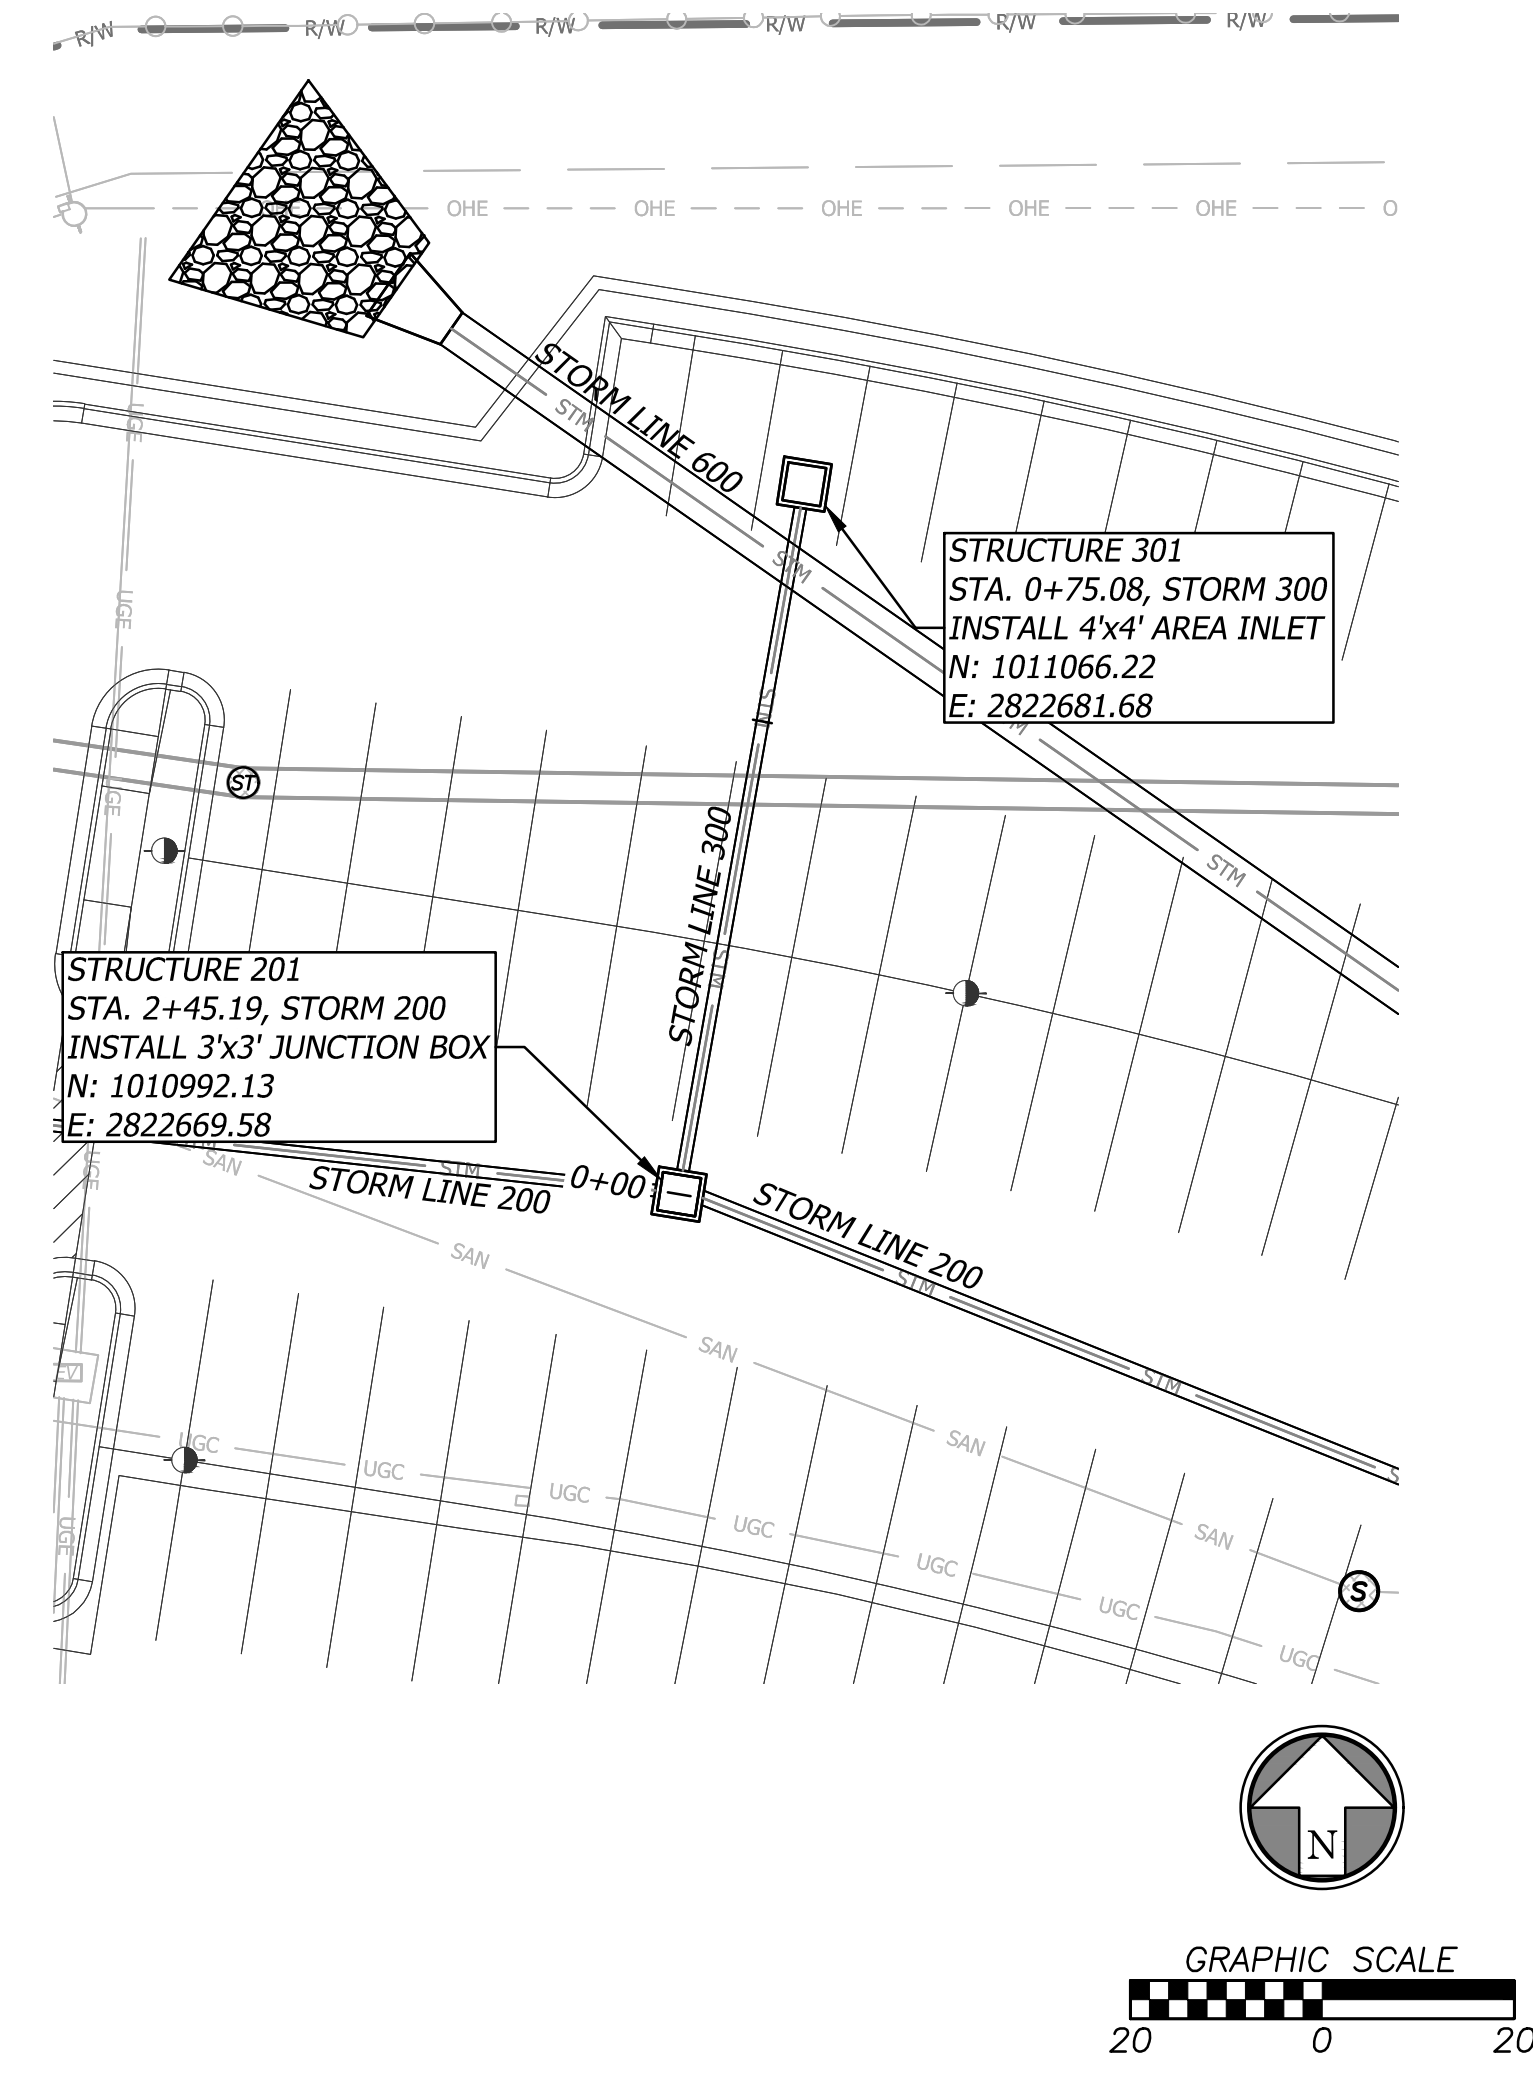 R/W R/W R/W R/W R/W R/W
OHE OHE OHE OHE OHE O
STORM LINE 600
STM
UGE
STM
STRUCTURE 301
STA. 0+75.08, STORM 300
INSTALL 4'x4' AREA INLET
N: 1011066.22
E: 2822681.68
UGE
STM
M
ST
UGE
STORM LINE 300
STM
STM
STRUCTURE 201
STA. 2+45.19, STORM 200
INSTALL 3'x3' JUNCTION BOX
N: 1010992.13
E: 2822669.58
UGE
SAN
STM
STORM LINE 200
0+00
STORM LINE 200
STM
SAN
SAN
STM
EV
UGC
UGC
UGC
UGC
UGC
UGC
UGC
SAN
S
SAN
S
UGE
N
GRAPHIC SCALE
20 0 20